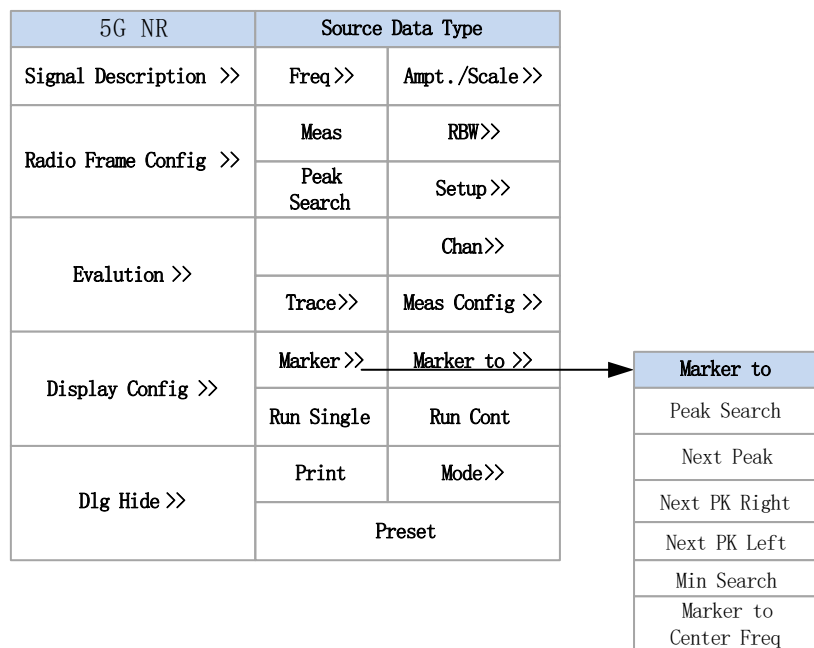 5G NR
Source Data Type
Signal Description >>
Freq>>
Ampt./Scale>>
Radio Frame Config >>
Meas
RBW>>
Peak
Search
Setup>>
Evalution >>
Chan>>
Trace>>
Meas Config >>
Display Config >>
Marker>>
Marker to >>
Run Single
Run Cont
Dlg Hide >>
Print
Mode>>
Preset
Marker to
Peak Search
Next Peak
Next PK Right
Next PK Left
Min Search
Marker to
Center Freq